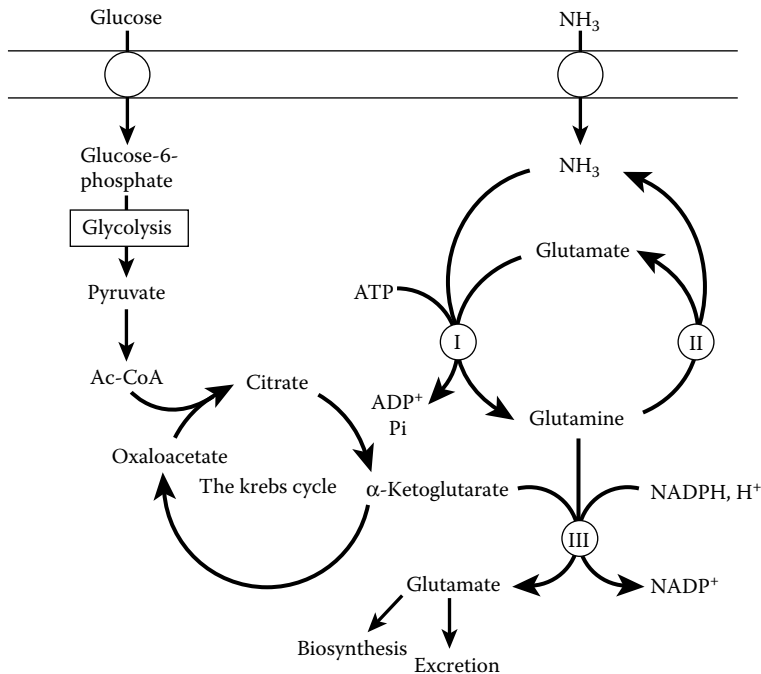 Glucose
NH₃
Glucose-6-
phosphate
Glycolysis
Pyruvate
Ac-CoA
Citrate
Oxaloacetate
The krebs cycle
α-Ketoglutarate
NH₃
Glutamate
ATP
I
II
ADP⁺
Pi
Glutamine
NADPH, H⁺
III
Glutamate
NADP⁺
Biosynthesis
Excretion